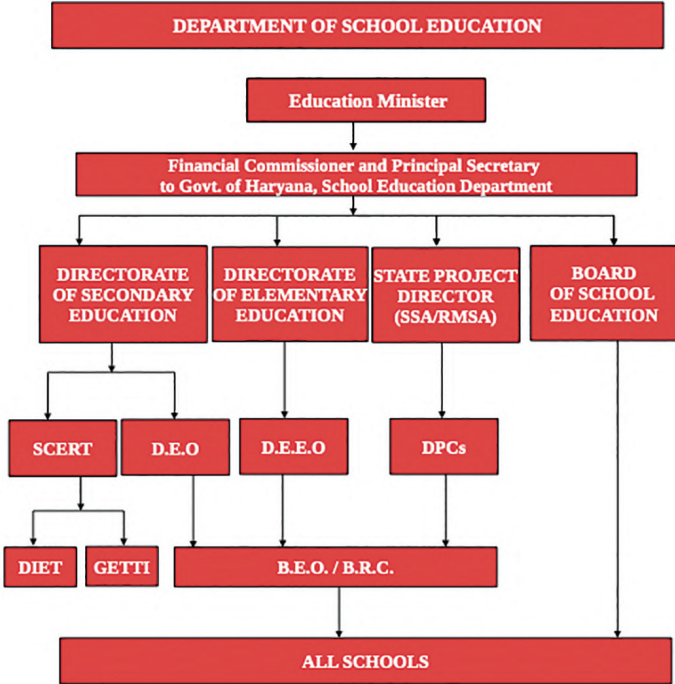 DEPARTMENT OF SCHOOL EDUCATION
Education Minister
Financial Commissioner and Principal Secretary
to Govt. of Haryana, School Education Department
DIRECTORATE
OF SECONDARY
EDUCATION
DIRECTORATE
OF ELEMENTARY
EDUCATION
STATE PROJECT
DIRECTOR
(SSA/RMSA)
BOARD
OF SCHOOL
EDUCATION
SCERT
D.E.O
D.E.E.O
DPCs
DIET
GETTI
B.E.O. / B.R.C.
ALL SCHOOLS